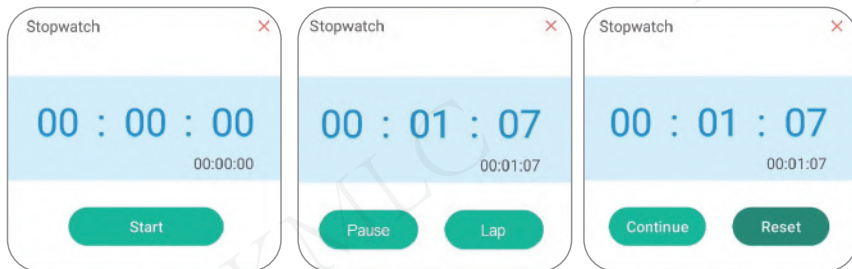 Stopwatch ×
00 : 00 : 00
00:00:00
Start
Stopwatch ×
00 : 01 : 07
00:01:07
Pause Lap
Stopwatch ×
00 : 01 : 07
00:01:07
Continue Reset
KMLC